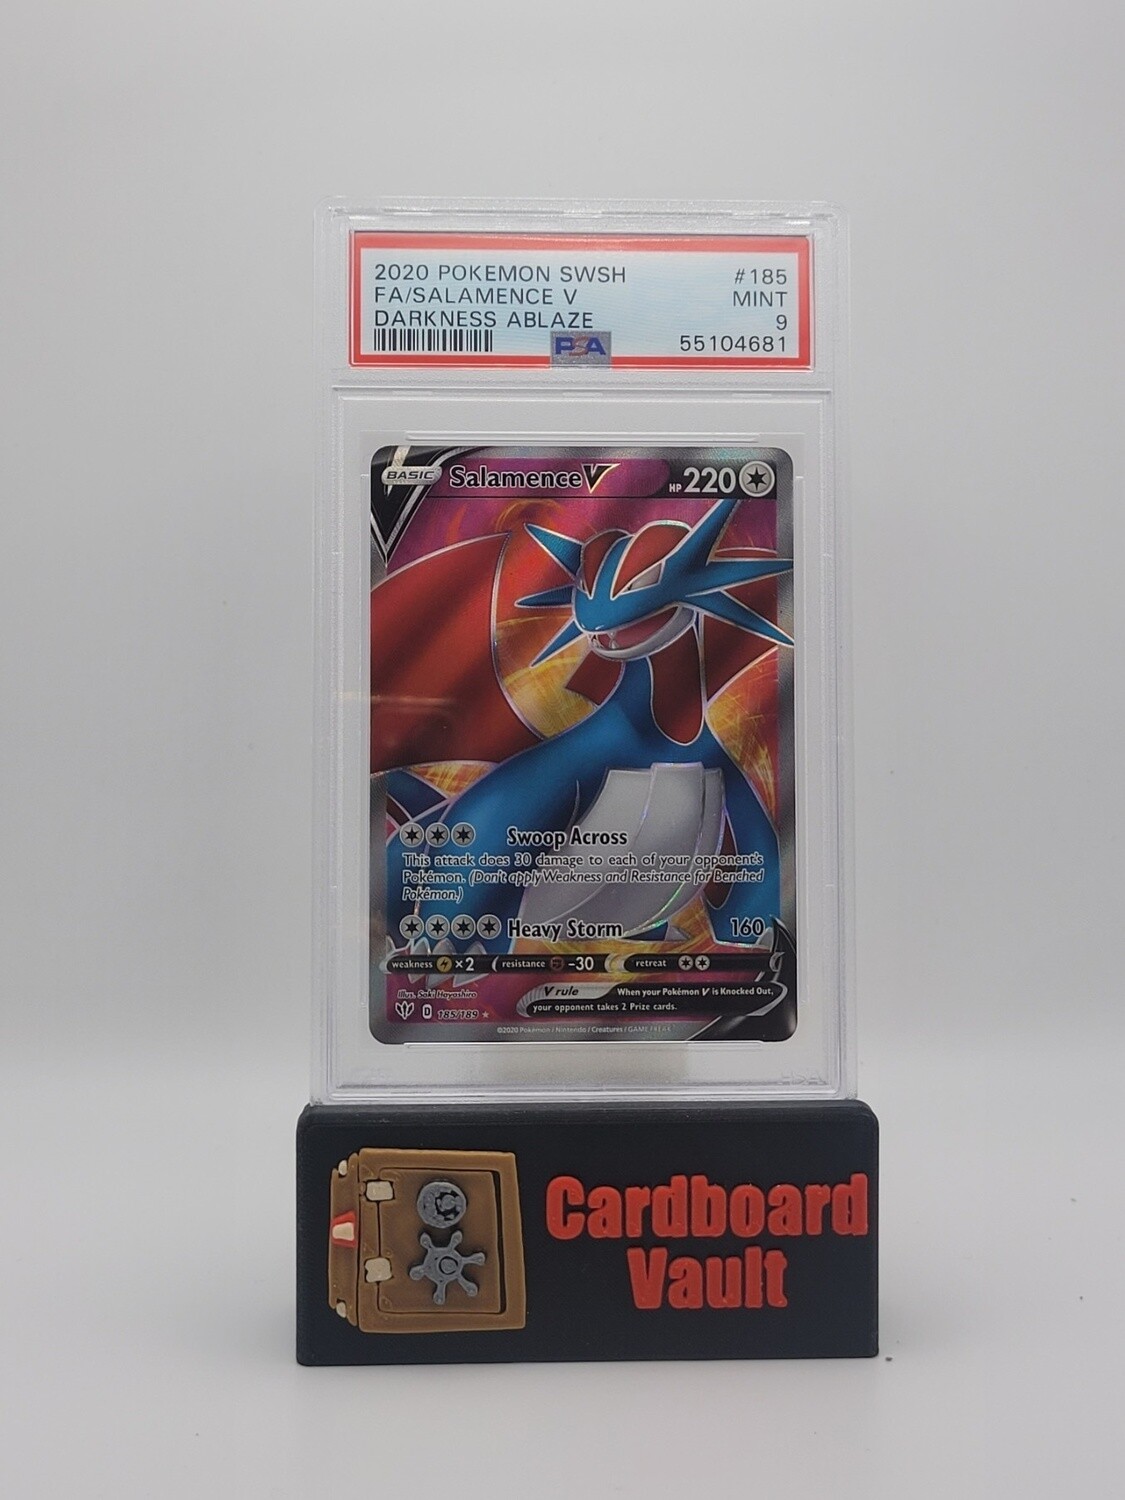 2020 POKEMON SWSH #185
FA/SALAMENCE V MINT
DARKNESS ABLAZE 9
PSA 55104681
BASIC Salamence V HP 220
Swoop Across
This attack does 30 damage to each of your opponent's
Pokémon. (Don't apply Weakness and Resistance for Benched
Pokémon.)
Heavy Storm 160
weakness ×2 resistance -30 retreat
V rule When your Pokémon V is Knocked Out,
your opponent takes 2 Prize cards.
Illus. Saki Hayashiro
D 185/189
©2020 Pokémon / Nintendo / Creatures / GAME FREAK
Cardboard
Vault